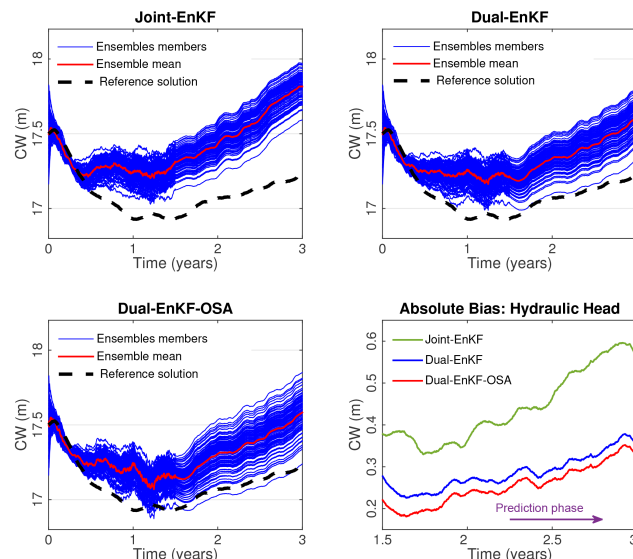 Joint-EnKF
18
17.5
17
CW (m)
Ensembles members
Ensemble mean
Reference solution
0
1
2
3
Time (years)
Dual-EnKF
18
17.5
17
CW (m)
Ensembles members
Ensemble mean
Reference solution
0
1
2
Time (years)
Dual-EnKF-OSA
18
17.5
17
CW (m)
Ensembles members
Ensemble mean
Reference solution
0
1
2
3
Time (years)
Absolute Bias: Hydraulic Head
0.6
0.5
0.4
0.3
0.2
CW (m)
Joint-EnKF
Dual-EnKF
Dual-EnKF-OSA
Prediction phase
1.5
2
2.5
3
Time (years)